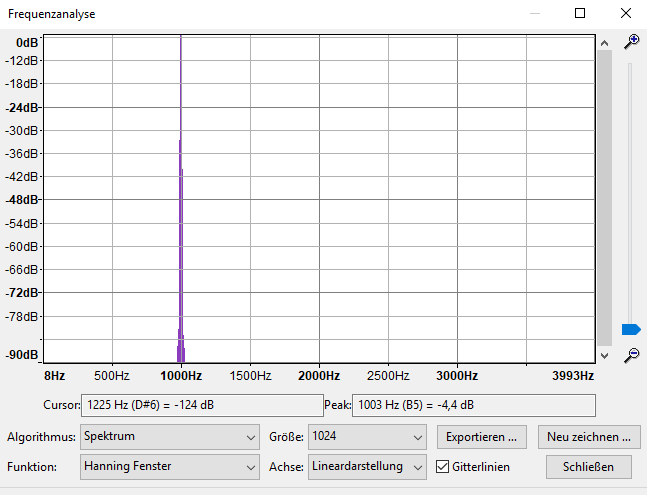 Frequenzanalyse
0dB
-12dB
-18dB
-24dB
-30dB
-36dB
-42dB
-48dB
-54dB
-60dB
-66dB
-72dB
-78dB
-90dB
8Hz 500Hz 1000Hz 1500Hz 2000Hz 2500Hz 3000Hz 3993Hz
Cursor: 1225 Hz (D#6) = -124 dB Peak: 1003 Hz (B5) = -4,4 dB
Algorithmus: Spektrum Größe: 1024 Exportieren ... Neu zeichnen ...
Funktion: Hanning Fenster Achse: Lineardarstellung Gitterlinien Schließen